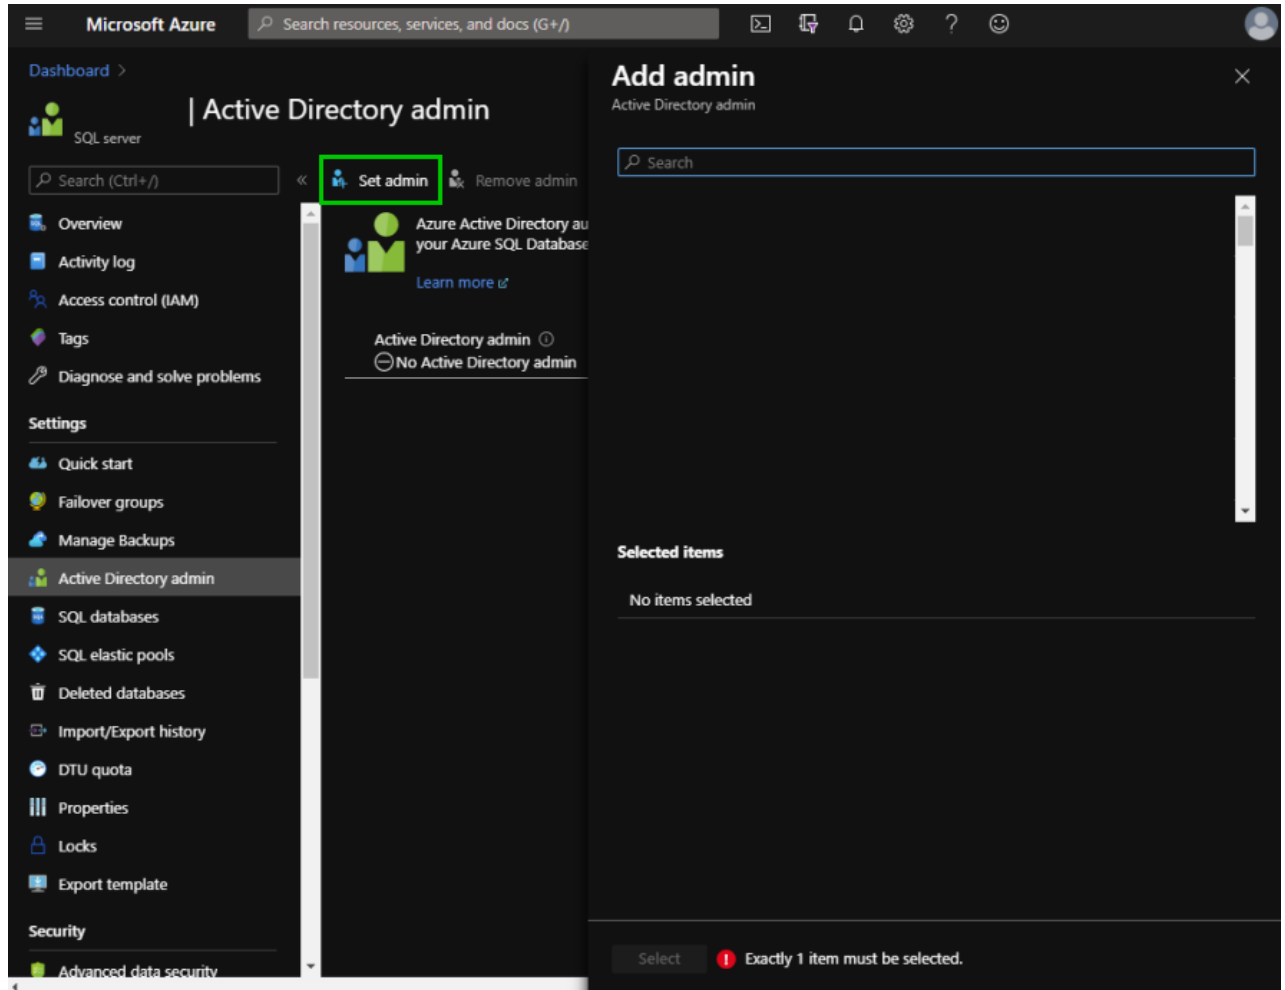 Microsoft Azure
Search resources, services, and docs (G+/)
Dashboard >
| Active Directory admin
SQL server
Search (Ctrl+/)
«
Set admin
Remove admin
Overview
Activity log
Access control (IAM)
Tags
Diagnose and solve problems
Settings
Quick start
Failover groups
Manage Backups
Active Directory admin
SQL databases
SQL elastic pools
Deleted databases
Import/Export history
DTU quota
Properties
Locks
Export template
Security
Advanced data security
Azure Active Directory au
your Azure SQL Database
Learn more
Active Directory admin
No Active Directory admin
Add admin
Active Directory admin
Search
Selected items
No items selected
Select
Exactly 1 item must be selected.